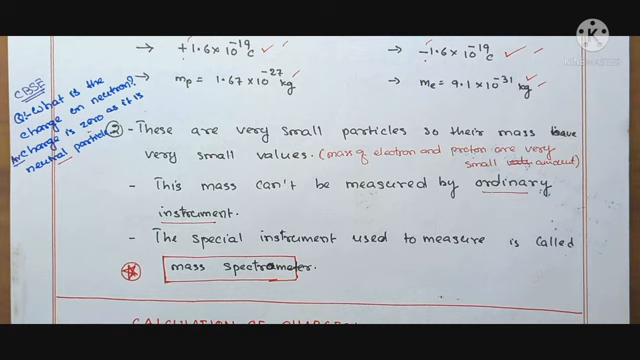 → +1.6 × 10⁻¹⁹ c ✓
→ −1.6 × 10⁻¹⁹ c ✓
→ mp = 1.67 × 10⁻²⁷ kg ✓
→ me = 9.1 × 10⁻³¹ kg ✓
CBSE
Q:- What is the
charge on neutron?
Ans charge is zero as it is
neutral particle
② - These are very small particles so their mass have
very small values. (mass of electron and proton are very
small amount)
- This mass can't be measured by ordinary
instrument.
- The special instrument used to measure is called
mass spectrometer.
K
KINEMASTER